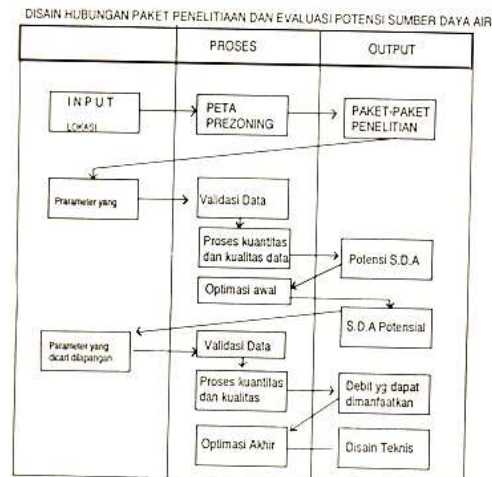 DISAIN HUBUNGAN PAKET PENELITIAAN DAN EVALUASI POTENSI SUMBER DAYA AIR
PROSES
OUTPUT
INPUT
LOKASI
PETA
PREZONING
PAKET-PAKET
PENELITIAN
Prarameter yang
Validasi Data
Proses kuantitas
dan kualitas data
Potensi S.D.A
Optimasi awal
S.D.A Potensial
Parameter yang
dicari dilapangan
Validasi Data
Proses kuantitas
dan kualitas
Debit yg dapat
dimanfaatkan
Optimasi Akhir
Disain Teknis